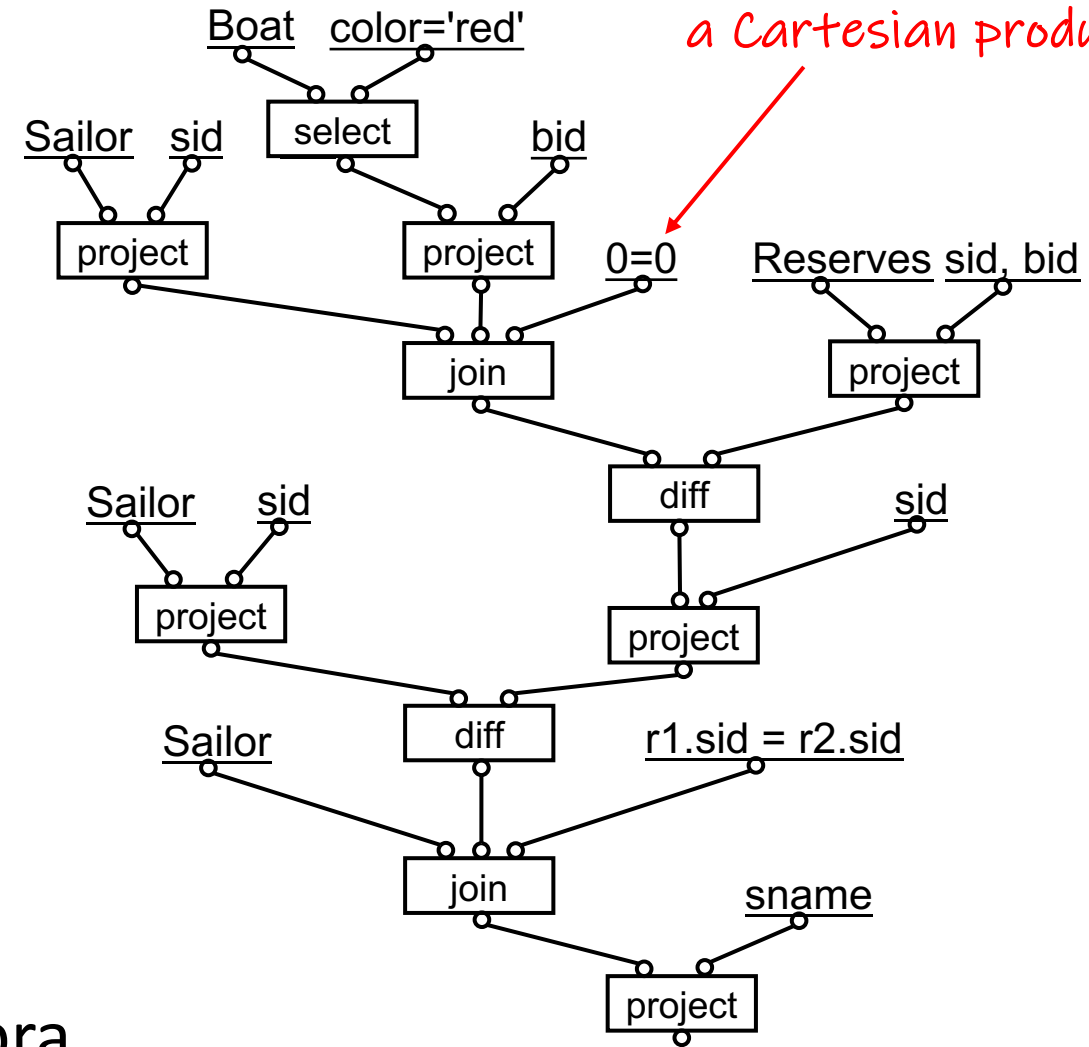 a Cartesian produ
Boat color='red'
select
Sailor sid
bid
project
project
0=0
Reserves sid, bid
join
project
diff
Sailor sid
sid
project
project
diff
Sailor
r1.sid = r2.sid
join
sname
project
ora